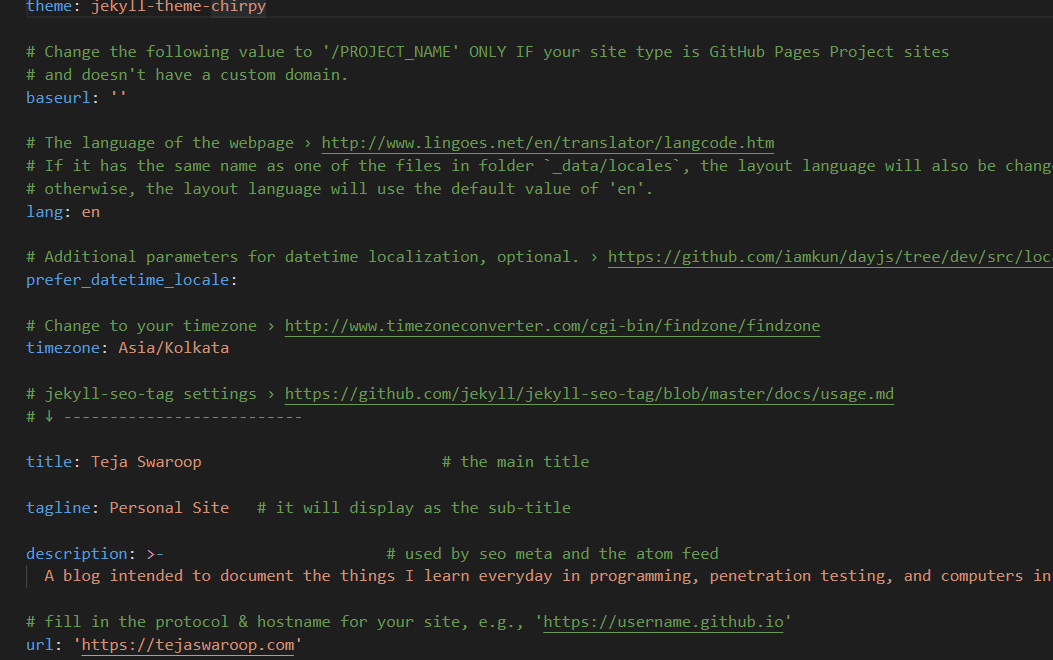 theme: jekyll-theme-chirpy
# Change the following value to '/PROJECT_NAME' ONLY IF your site type is GitHub Pages Project sites
# and doesn't have a custom domain.
baseurl: ''
# The language of the webpage › http://www.lingoes.net/en/translator/langcode.htm
# If it has the same name as one of the files in folder `_data/locales`, the layout language will also be chang
# otherwise, the layout language will use the default value of 'en'.
lang: en
# Additional parameters for datetime localization, optional. › https://github.com/iamkun/dayjs/tree/dev/src/loc
prefer_datetime_locale:
# Change to your timezone › http://www.timezoneconverter.com/cgi-bin/findzone/findzone
timezone: Asia/Kolkata
# jekyll-seo-tag settings › https://github.com/jekyll/jekyll-seo-tag/blob/master/docs/usage.md
# ↓ --------------------------
title: Teja Swaroop # the main title
tagline: Personal Site # it will display as the sub-title
description: >- # used by seo meta and the atom feed
A blog intended to document the things I learn everyday in programming, penetration testing, and computers in
# fill in the protocol & hostname for your site, e.g., 'https://username.github.io'
url: 'https://tejaswaroop.com'